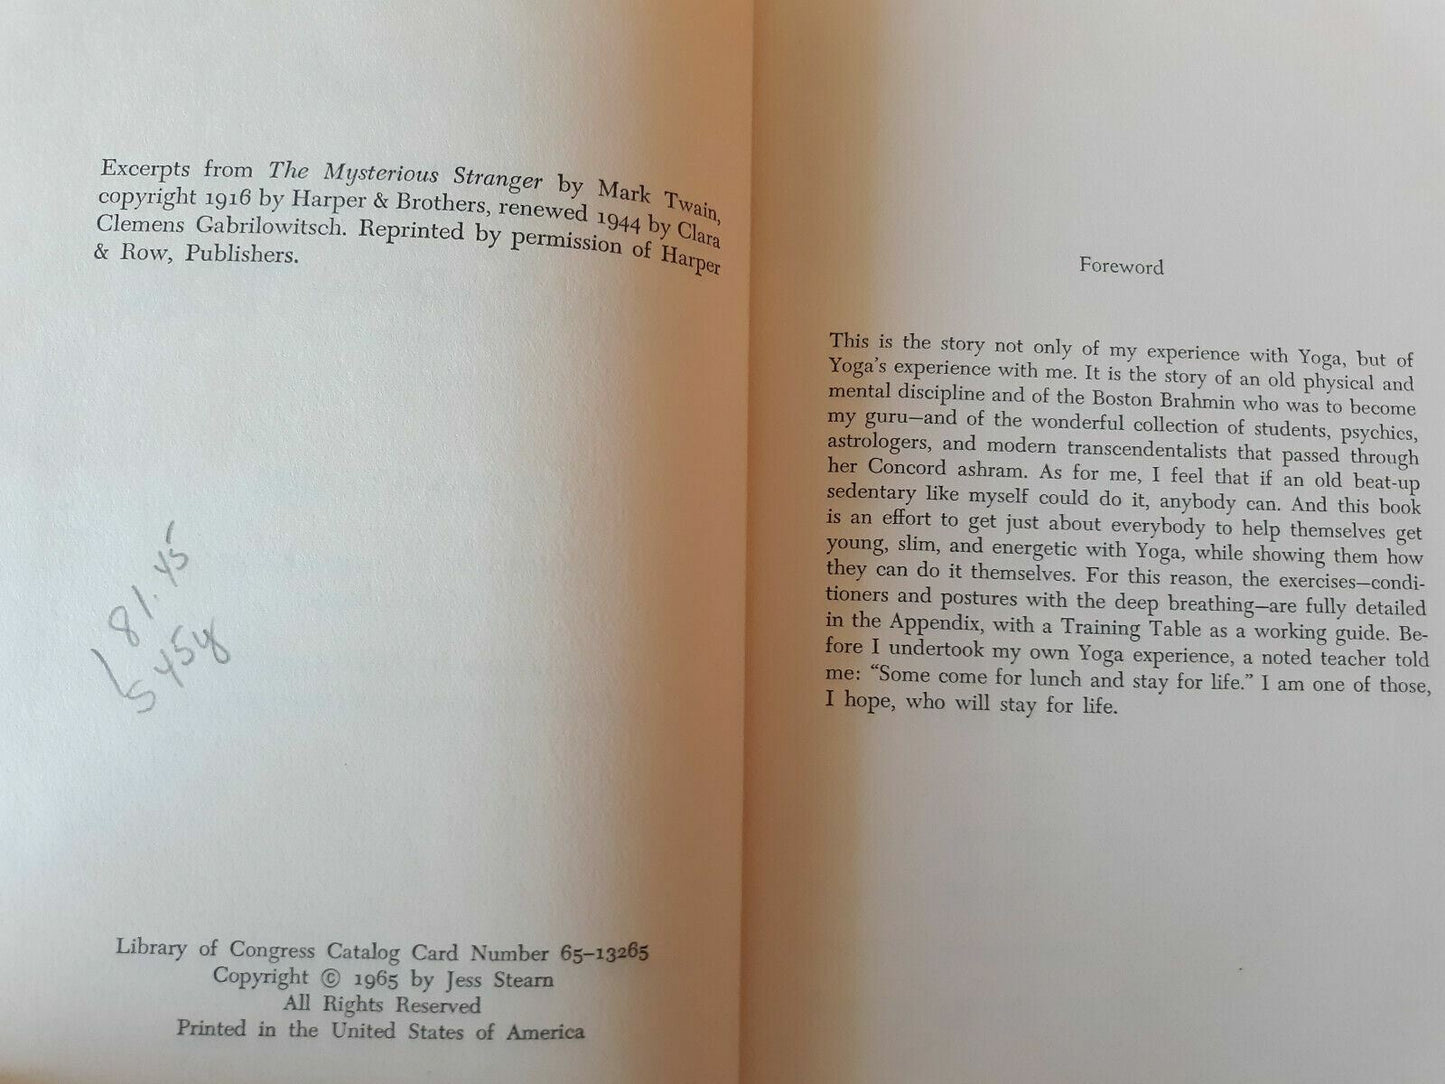 Excerpts from The Mysterious Stranger by Mark Twain,
copyright 1916 by Harper & Brothers, renewed 1944 by Clara
Clemens Gabrilowitsch. Reprinted by permission of Harper
& Row, Publishers.
81.45
S745y
Library of Congress Catalog Card Number 65–13265
Copyright © 1965 by Jess Stearn
All Rights Reserved
Printed in the United States of America
Foreword
This is the story not only of my experience with Yoga, but of
Yoga's experience with me. It is the story of an old physical and
mental discipline and of the Boston Brahmin who was to become
my guru—and of the wonderful collection of students, psychics,
astrologers, and modern transcendentalists that passed through
her Concord ashram. As for me, I feel that if an old beat-up
sedentary like myself could do it, anybody can. And this book
is an effort to get just about everybody to help themselves get
young, slim, and energetic with Yoga, while showing them how
they can do it themselves. For this reason, the exercises—condi-
tioners and postures with the deep breathing—are fully detailed
in the Appendix, with a Training Table as a working guide. Be-
fore I undertook my own Yoga experience, a noted teacher told
me: “Some come for lunch and stay for life.” I am one of those,
I hope, who will stay for life.